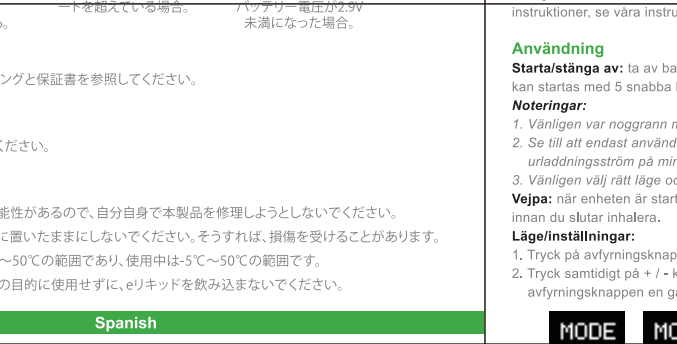 ートを超えている場合。
バッテリー電圧が2.9V
未満になった場合。
。
ングと保証書を参照してください。
ください。
能性があるので、自分自身で本製品を修理しようとしないでください。
に置いたままにしないでください。そうすれば、損傷を受けることがあります。
～50℃の範囲であり、使用中は-5℃～50℃の範囲です。
の目的に使用せずに、eリキッドを飲み込まないでください。
Spanish
instruktioner, se våra instru
Användning
Starta/stänga av: ta av ba
kan startas med 5 snabba
Noteringar:
1. Vänligen var noggrann
2. Se till att endast använd
urladdningsström på min
3. Vänligen välj rätt läge oc
Vejpa: när enheten är start
innan du slutar inhalera.
Läge/inställningar:
1. Tryck på avfyrningsknap
2. Tryck samtidigt på + / - k
avfyrningsknappen en gå
MODE MO